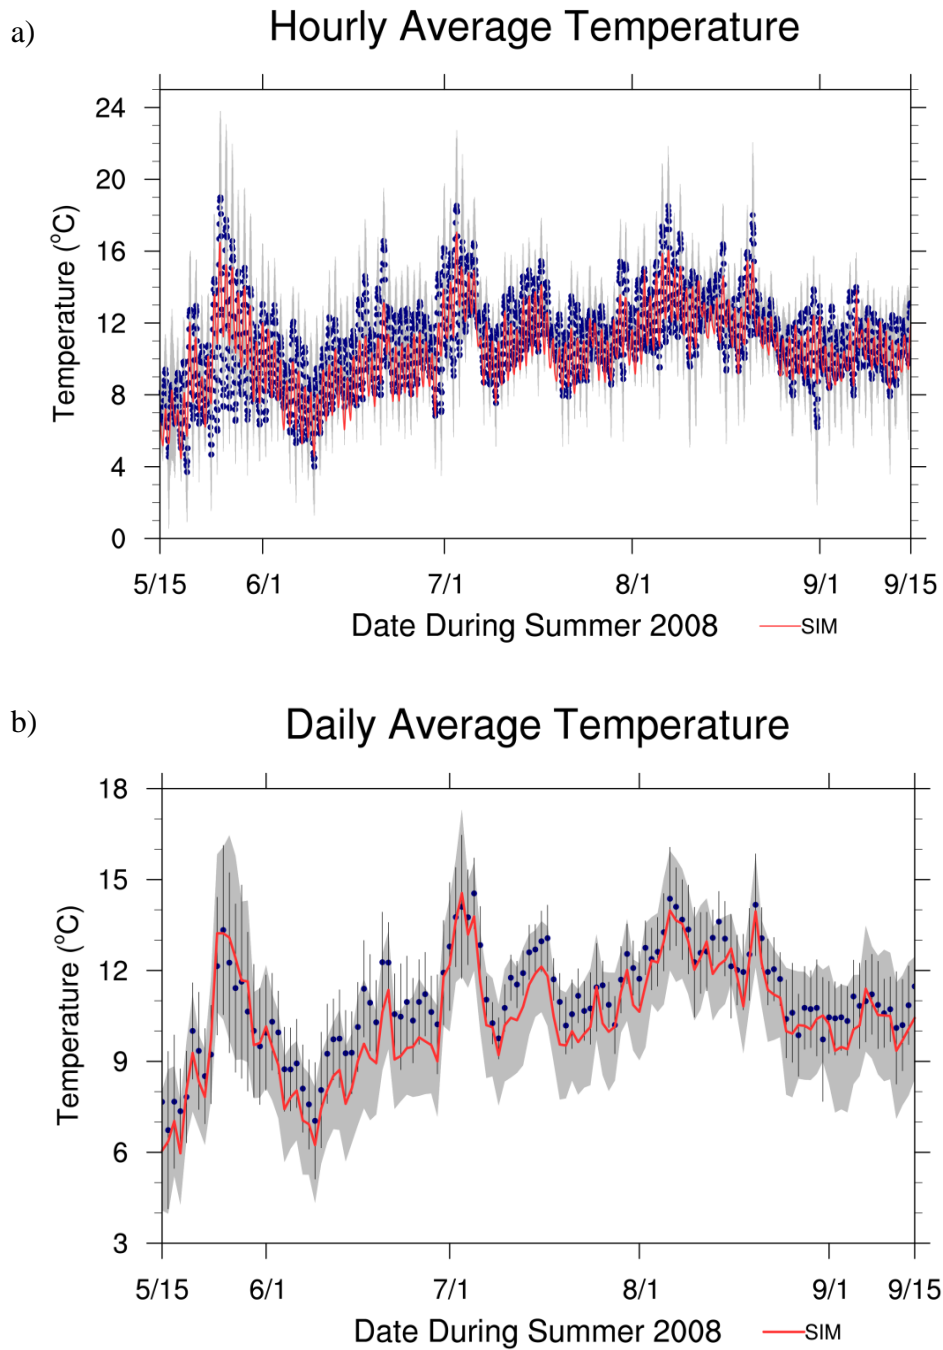 a)
Hourly Average Temperature
24
20
16
12
8
4
0
Temperature (°C)
5/15 6/1 7/1 8/1 9/1 9/15
Date During Summer 2008
SIM
b)
Daily Average Temperature
18
15
12
9
6
3
Temperature (°C)
5/15 6/1 7/1 8/1 9/1 9/15
Date During Summer 2008
SIM